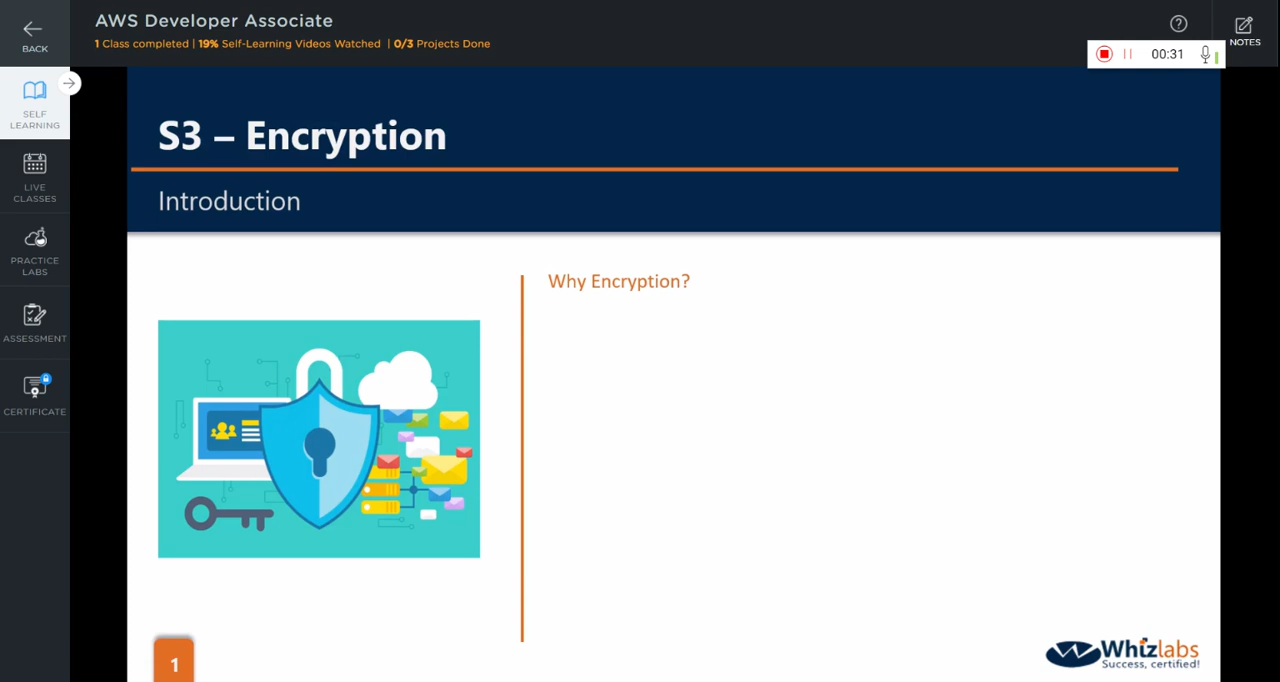 BACK
AWS Developer Associate
1 Class completed | 19% Self-Learning Videos Watched | 0/3 Projects Done
NOTES
00:31
SELF
LEARNING
LIVE
CLASSES
PRACTICE
LABS
ASSESSMENT
CERTIFICATE
S3 – Encryption
Introduction
Why Encryption?
1
Whizlabs
Success, certified!